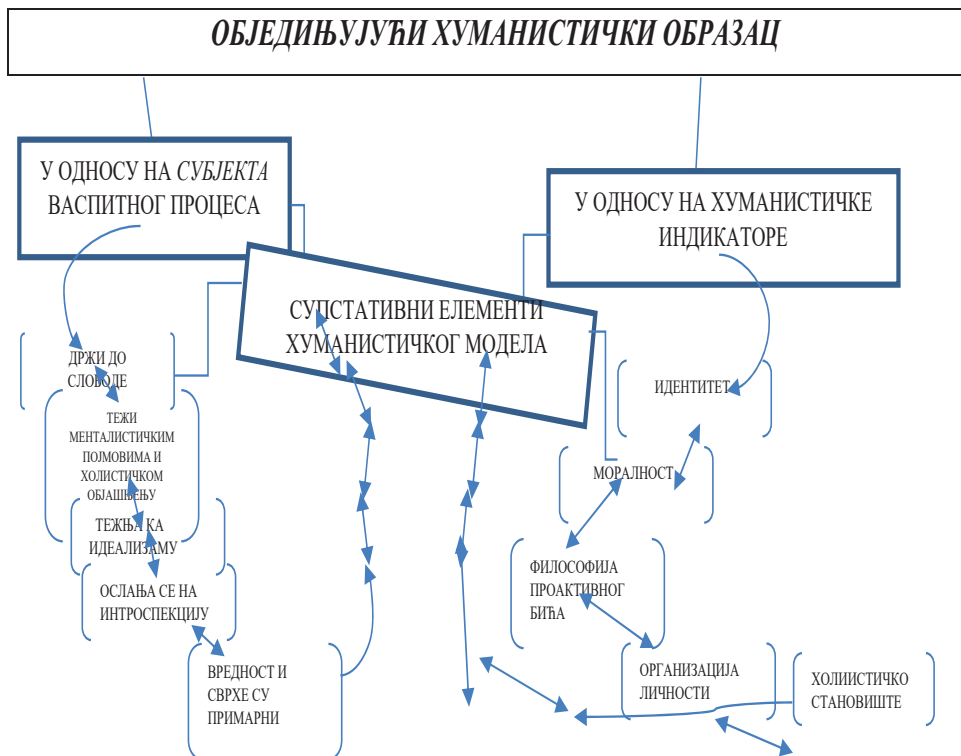 ОБЈЕДИЊУЈУЋИ ХУМАНИСТИЧКИ ОБРАЗАЦ
У ОДНОСУ НА СУБЈЕКТА
ВАСПИТНОГ ПРОЦЕСА
У ОДНОСУ НА ХУМАНИСТИЧКЕ
ИНДИКАТОРЕ
СУПСТАТИВНИ ЕЛЕМЕНТИ
ХУМАНИСТИЧКОГ МОДЕЛА
ДРЖИ ДО
СЛОБОДЕ
ТЕЖИ
МЕНТАЛИСТИЧКИМ
ПОЈМОВИМА И
ХОЛИСТИЧКОМ
ОБЈАШЊЕЊУ
ТЕЖЊА КА
ИДЕАЛИЗАМУ
ОСЛАЊА СЕ НА
ИНТРОСПЕКЦИЈУ
ВРЕДНОСТ И
СВРХЕ СУ
ПРИМАРНИ
ИДЕНТИТЕТ
МОРАЛНОСТ
ФИЛОСОФИЈА
ПРОАКТИВНОГ
БИЋА
ОРГАНИЗАЦИЈА
ЛИЧНОСТИ
ХОЛИИСТИЧКО
СТАНОВИШТЕ